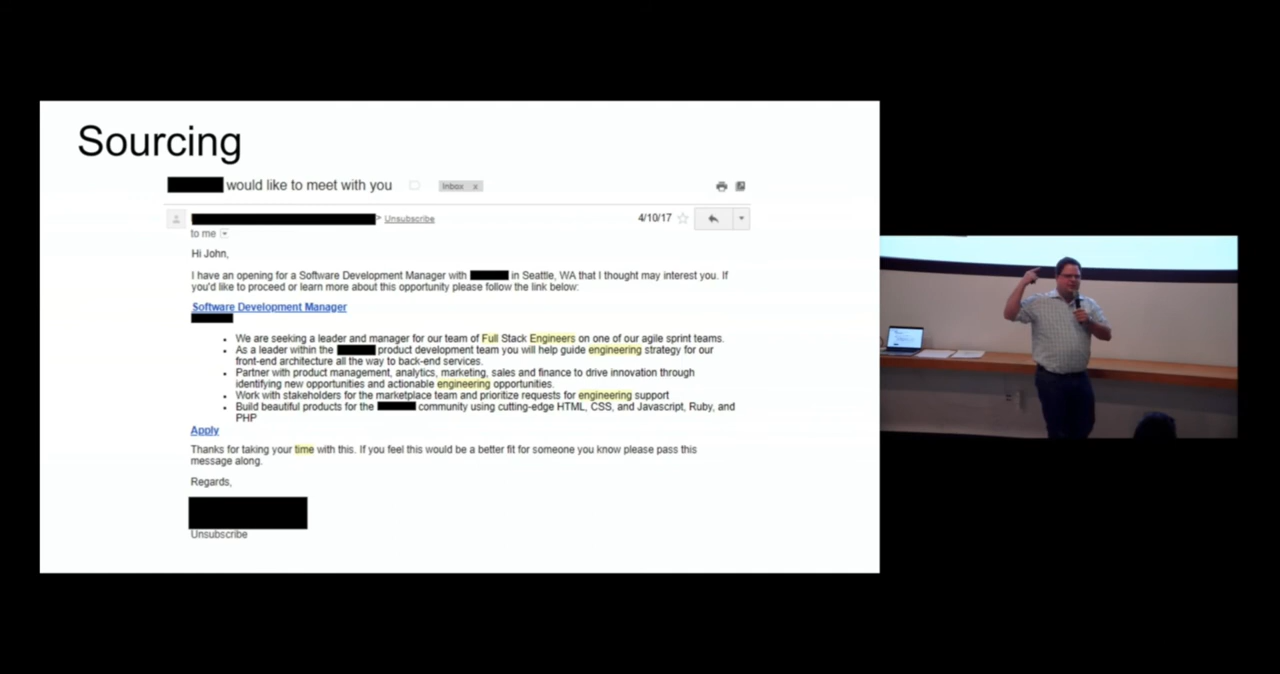 Sourcing
would like to meet with you
Inbox x
> Unsubscribe
4/10/17
to me
Hi John,
I have an opening for a Software Development Manager with in Seattle, WA that I thought may interest you. If
you'd like to proceed or learn more about this opportunity please follow the link below:
Software Development Manager
• We are seeking a leader and manager for our team of Full Stack Engineers on one of our agile sprint teams.
• As a leader within the product development team you will help guide engineering strategy for our
front-end architecture all the way to back-end services.
• Partner with product management, analytics, marketing, sales and finance to drive innovation through
identifying new opportunities and actionable engineering opportunities.
• Work with stakeholders for the marketplace team and prioritize requests for engineering support
• Build beautiful products for the community using cutting-edge HTML, CSS, and Javascript, Ruby, and
PHP
Apply
Thanks for taking your time with this. If you feel this would be a better fit for someone you know please pass this
message along.
Regards,
Unsubscribe